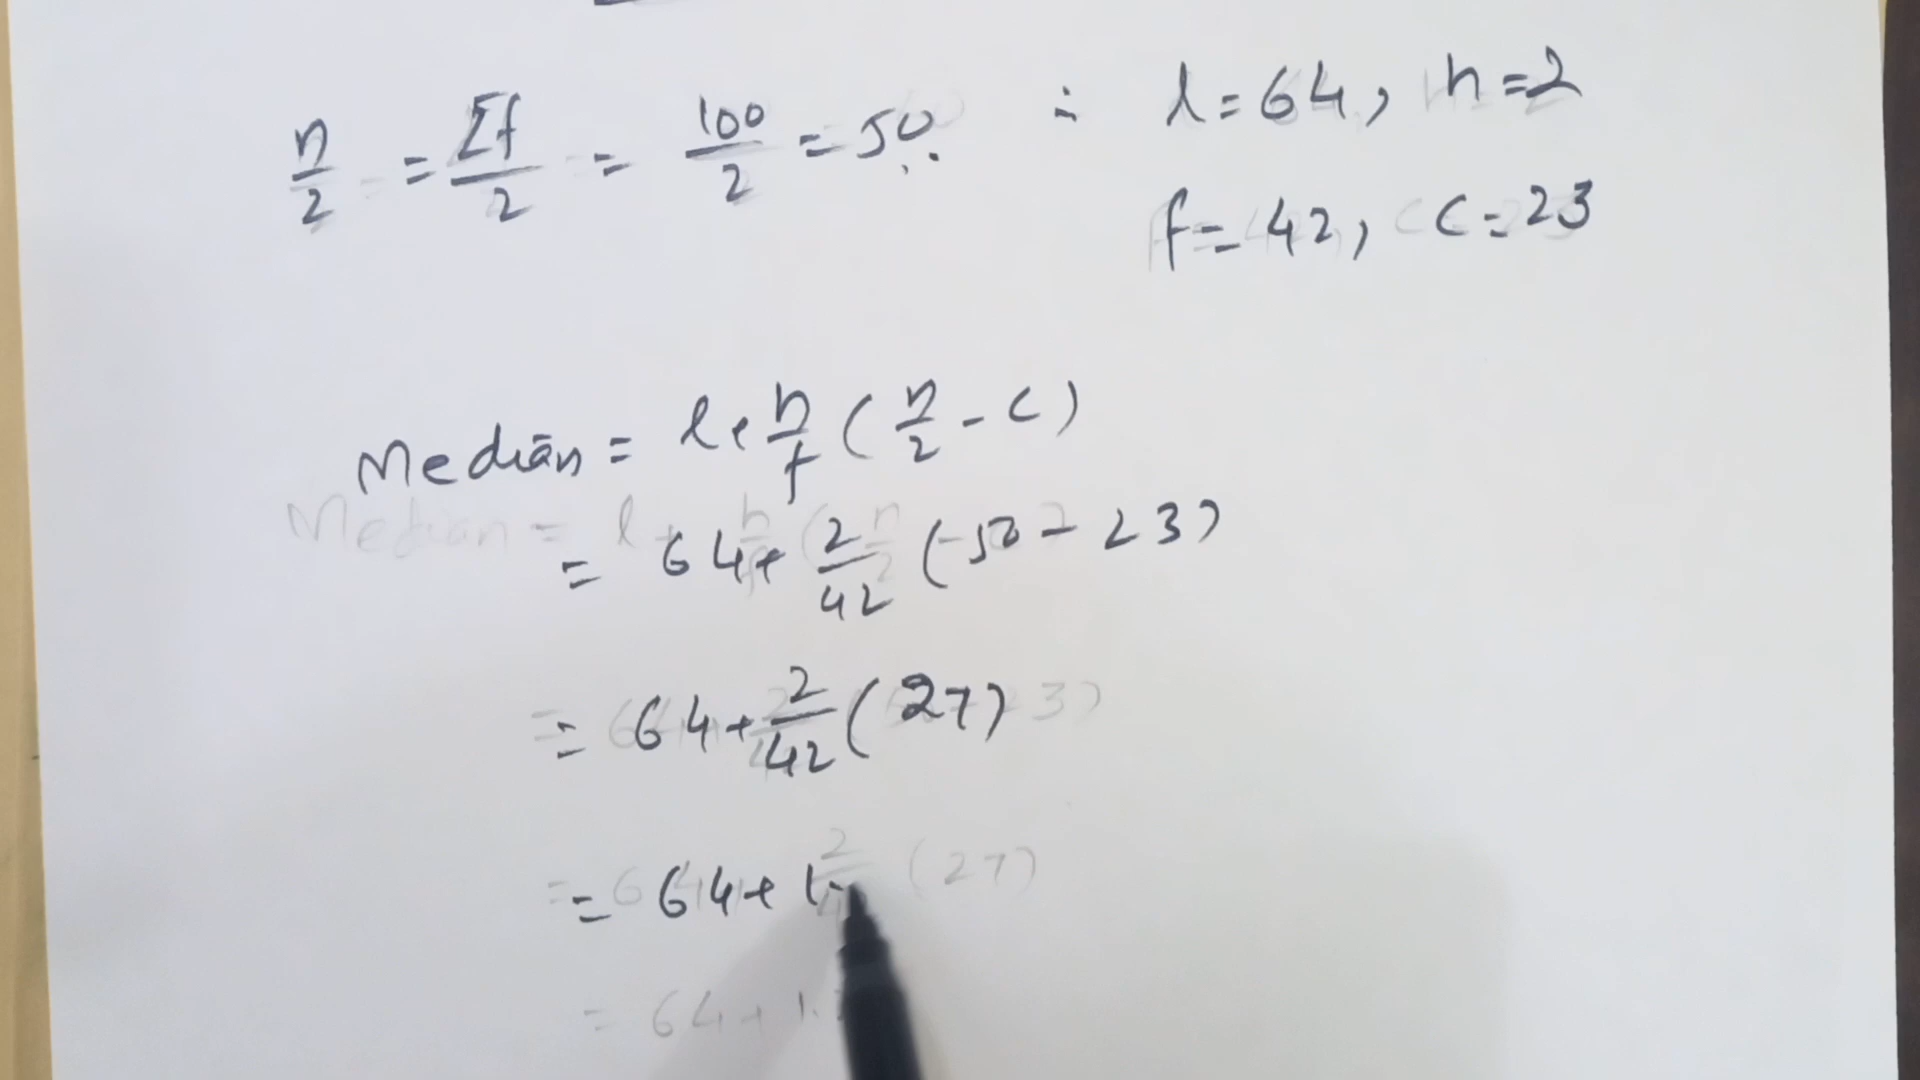 n/2 = Σf/2 = 100/2 = 50 ∴ l=64, h=2
f=42, C=23
Median = l+h/f (n/2 - C)
= 64+ 2/42 (50-23)
= 64+ 2/42 (27)
= 64+ 1.